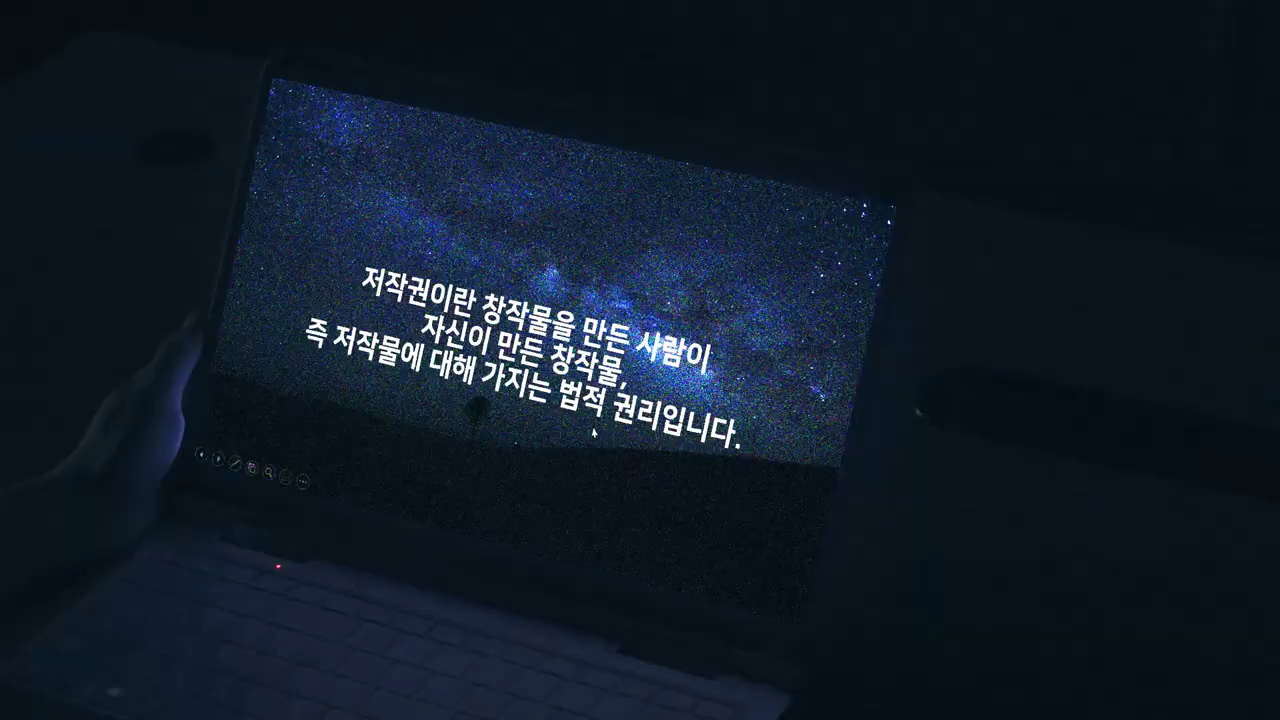 저작권이란 창작물을 만든 사람이
자신이 만든 창작물,
즉 저작물에 대해 가지는 법적 권리입니다.